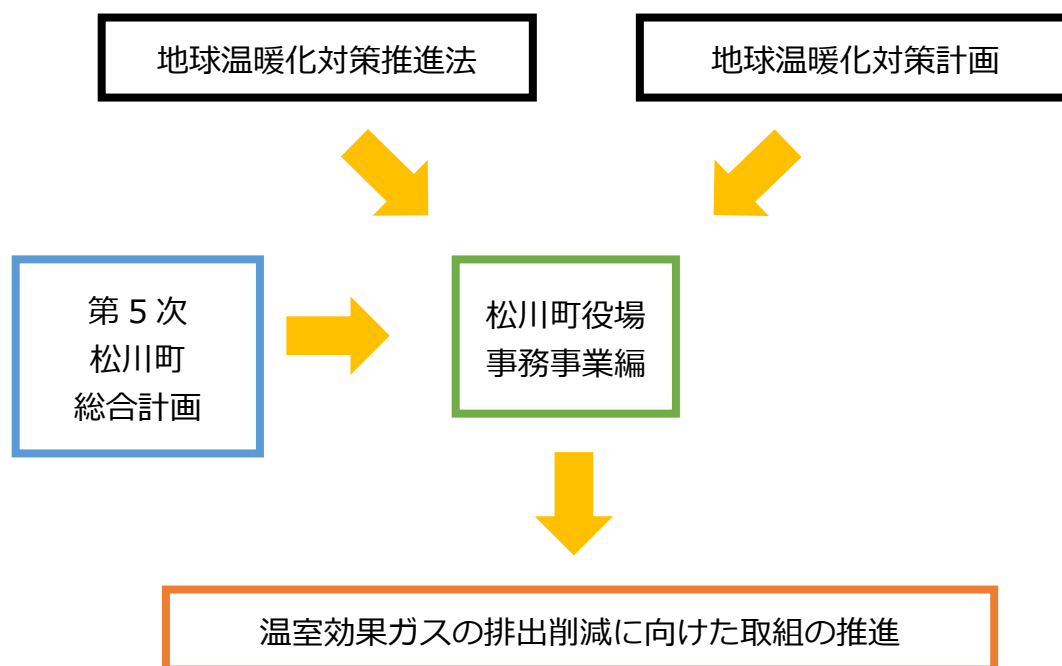 地球温暖化対策推進法
地球温暖化対策計画
第５次
松川町
総合計画
松川町役場
事務事業編
温室効果ガスの排出削減に向けた取組の推進